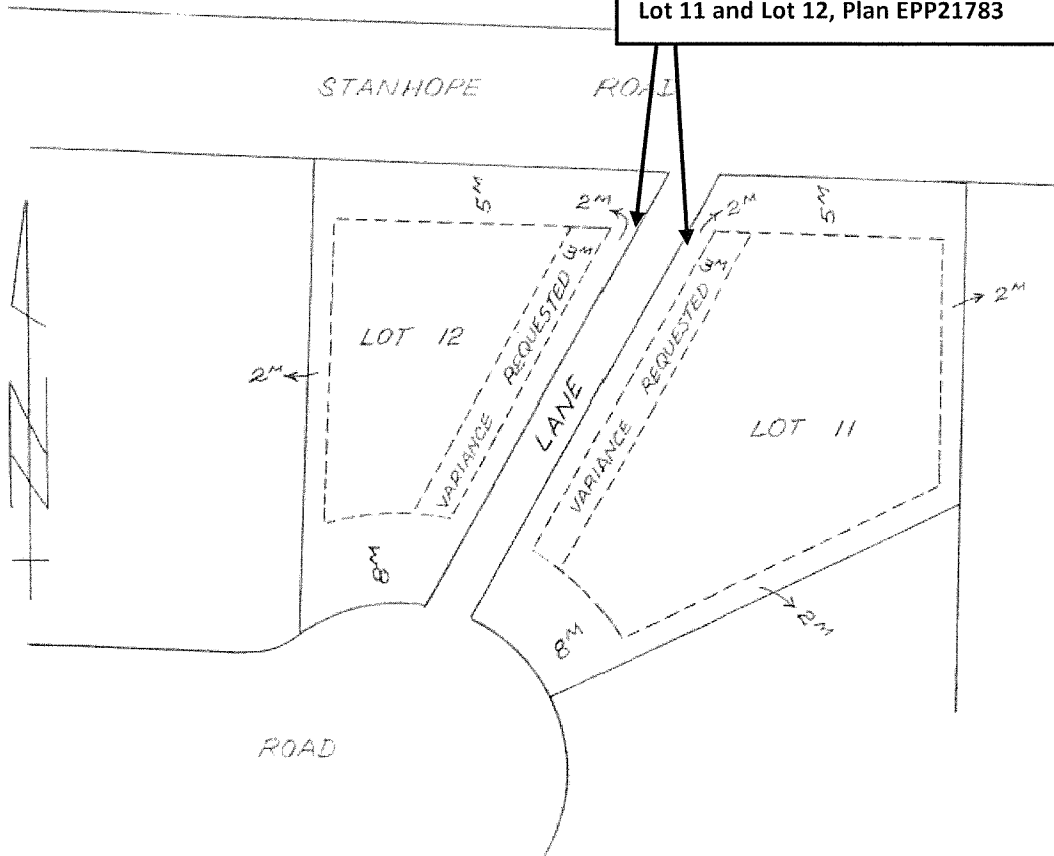 Lot 11 and Lot 12, Plan EPP21783
STANHOPE ROAD
5M
2M
2M
5M
3M
3M
2M
LOT 12
VARIANCE REQUESTED
2M
LANE
VARIANCE REQUESTED
LOT 11
N
8M
8M
2M
ROAD